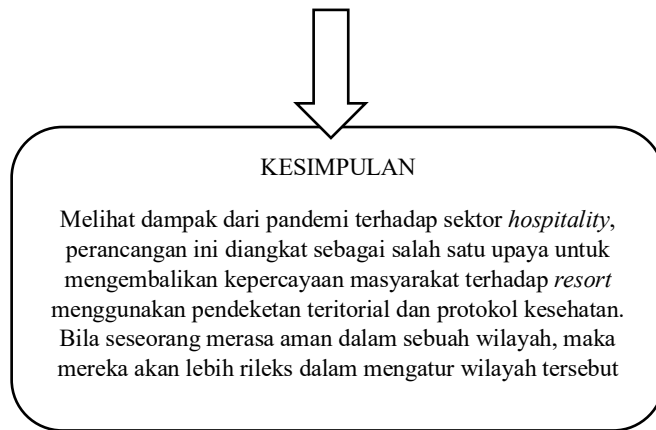 KESIMPULAN
Melihat dampak dari pandemi terhadap sektor hospitality,
perancangan ini diangkat sebagai salah satu upaya untuk
mengembalikan kepercayaan masyarakat terhadap resort
menggunakan pendeketan teritorial dan protokol kesehatan.
Bila seseorang merasa aman dalam sebuah wilayah, maka
mereka akan lebih rileks dalam mengatur wilayah tersebut